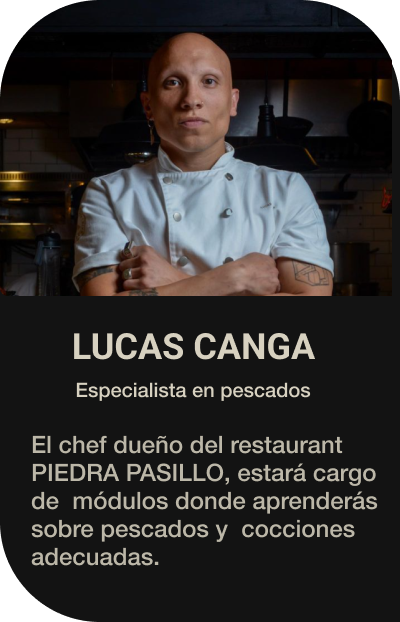 LUCAS CANGA
Especialista en pescados
El chef dueño del restaurant
PIEDRA PASILLO, estará cargo
de  módulos donde aprenderás
sobre pescados y  cocciones
adecuadas.